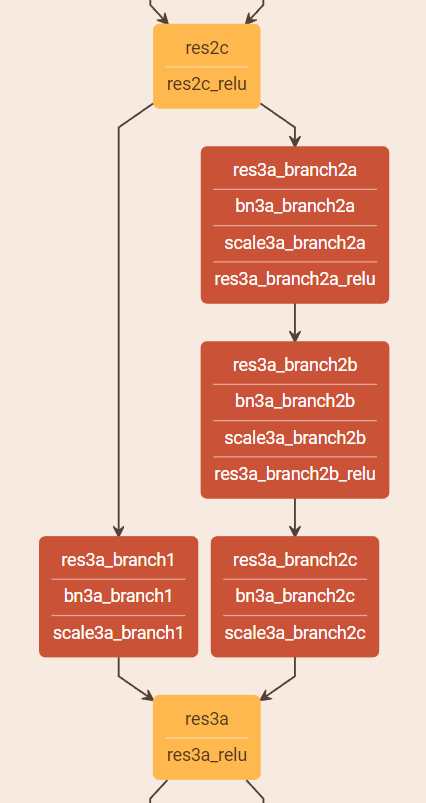 res2c
res2c_relu
res3a_branch2a
bn3a_branch2a
scale3a_branch2a
res3a_branch2a_relu
res3a_branch2b
bn3a_branch2b
scale3a_branch2b
res3a_branch2b_relu
res3a_branch1
bn3a_branch1
scale3a_branch1
res3a_branch2c
bn3a_branch2c
scale3a_branch2c
res3a
res3a_relu